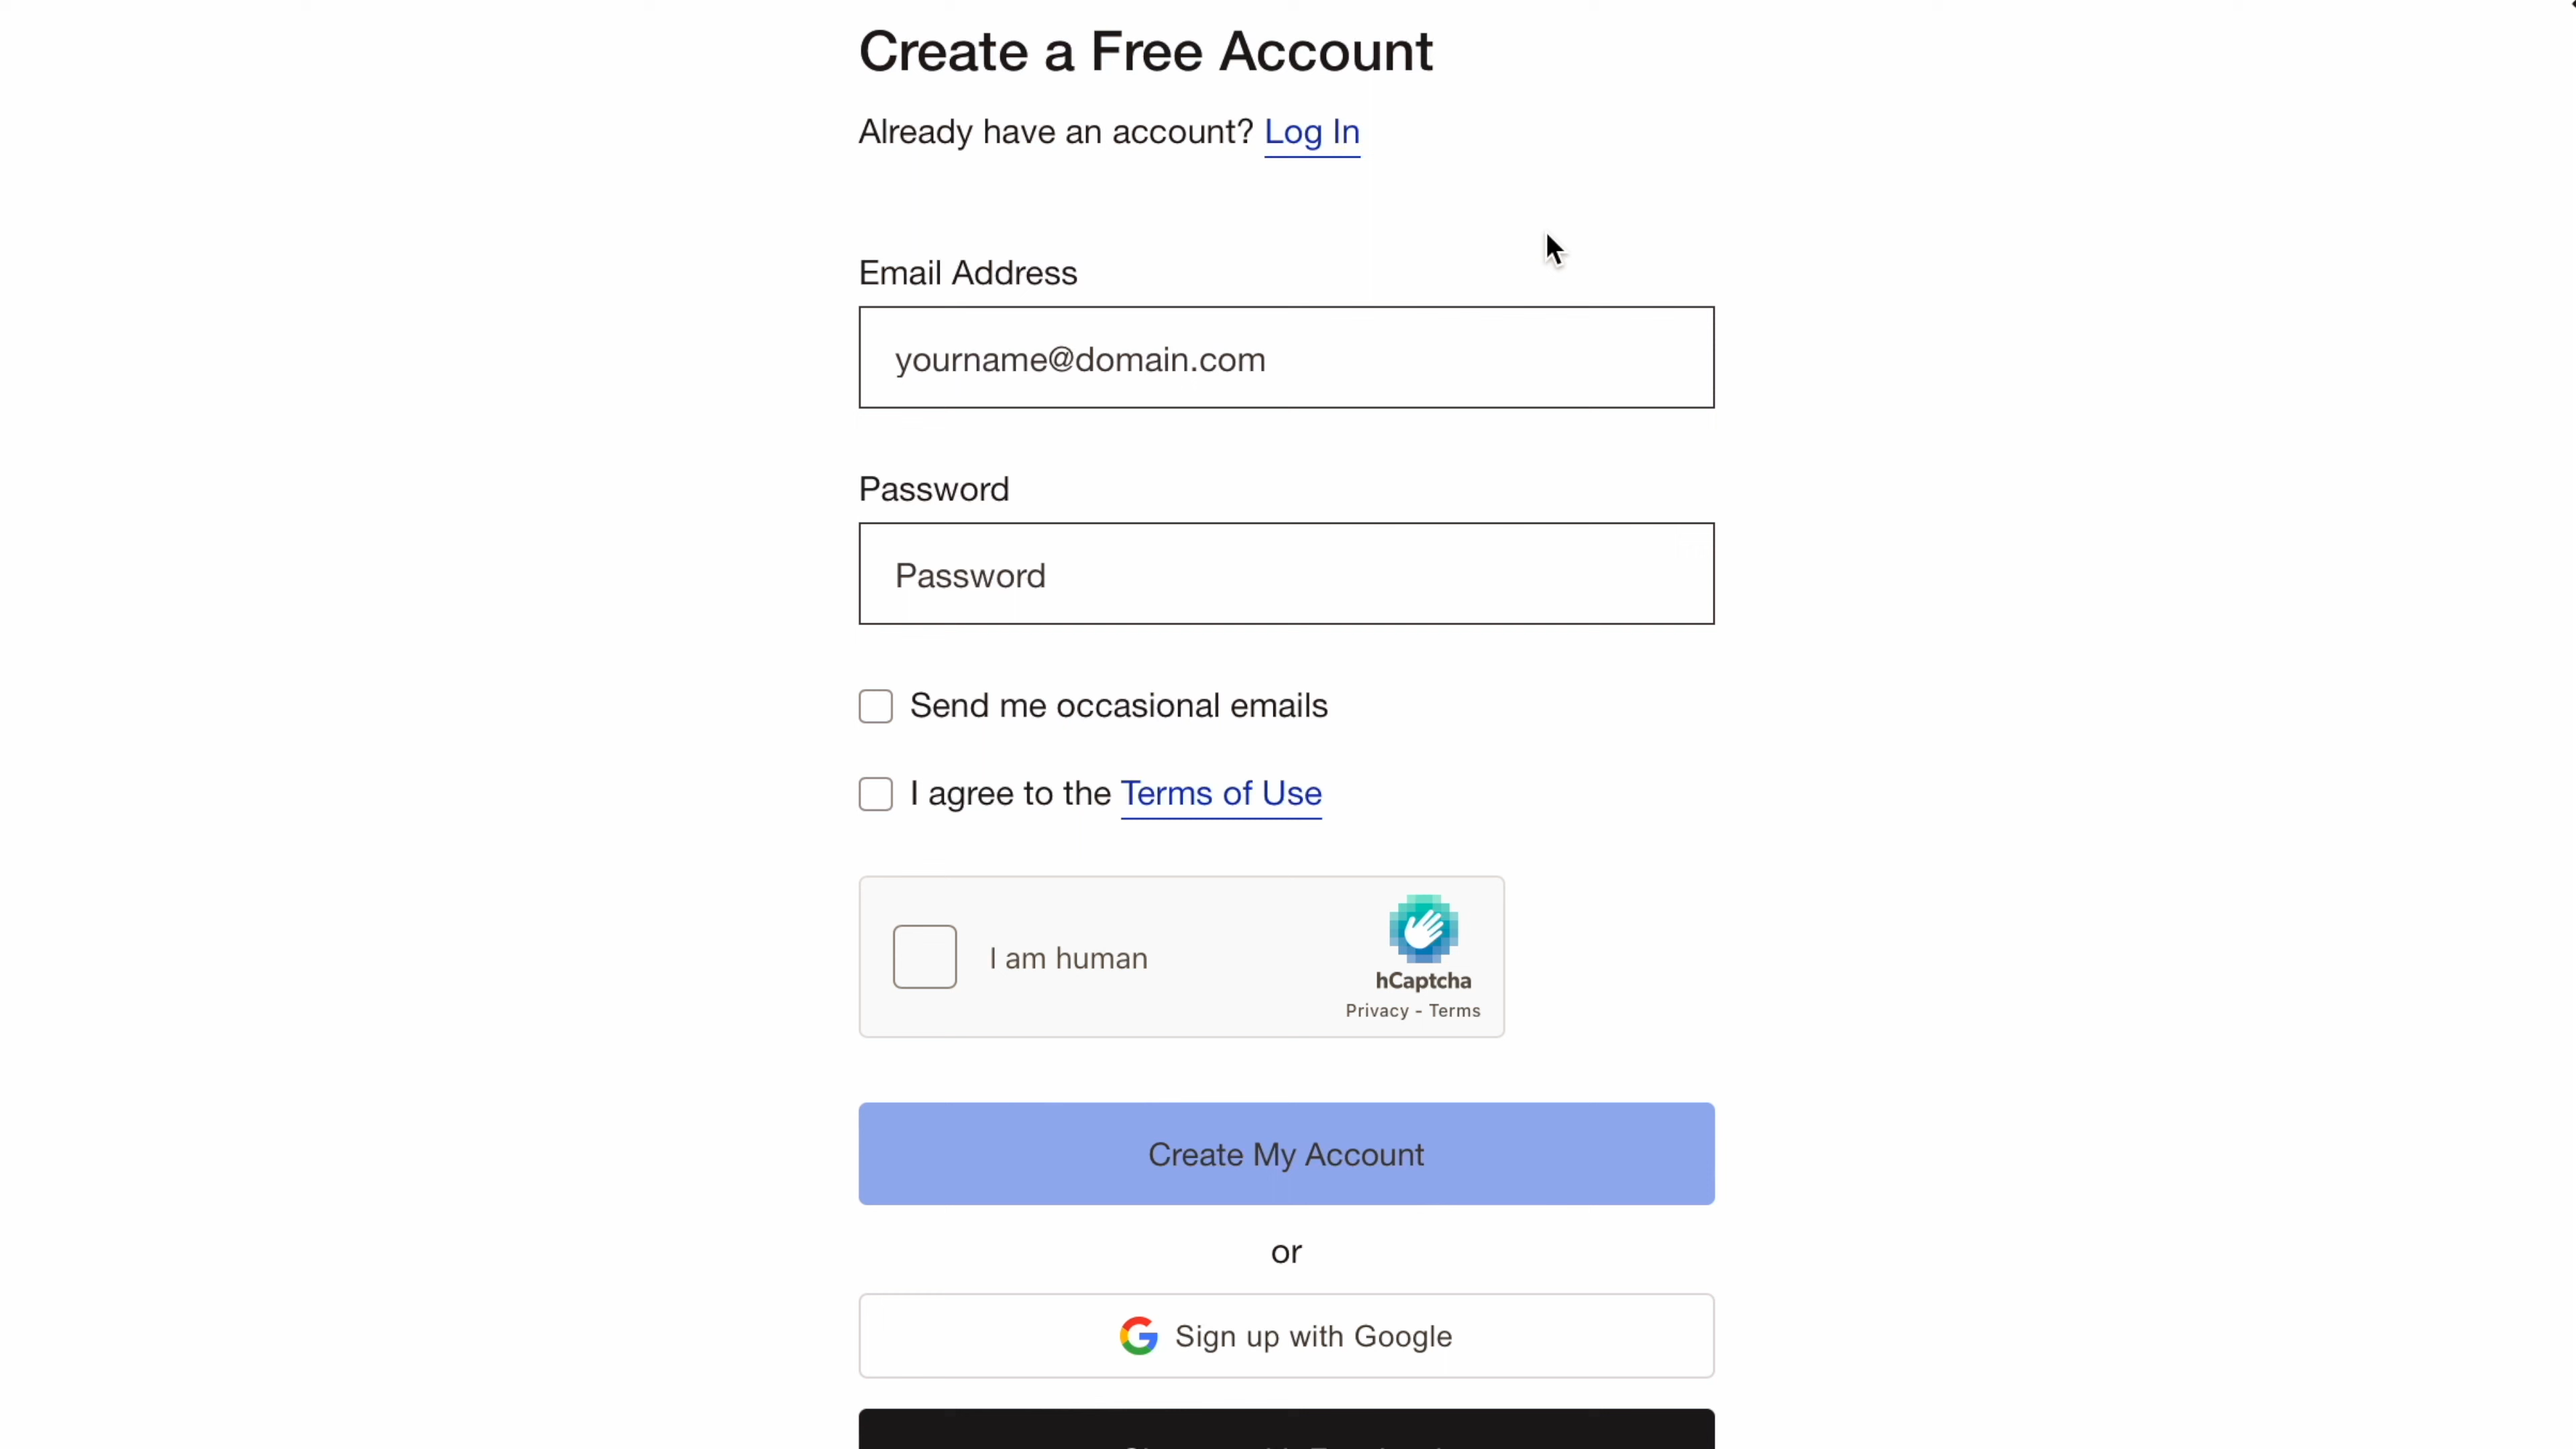 Create a Free Account
Already have an account? Log In
Email Address
yourname@domain.com
Password
Password
Send me occasional emails
I agree to the Terms of Use
I am human
hCaptcha
Privacy - Terms
Create My Account
or
Sign up with Google